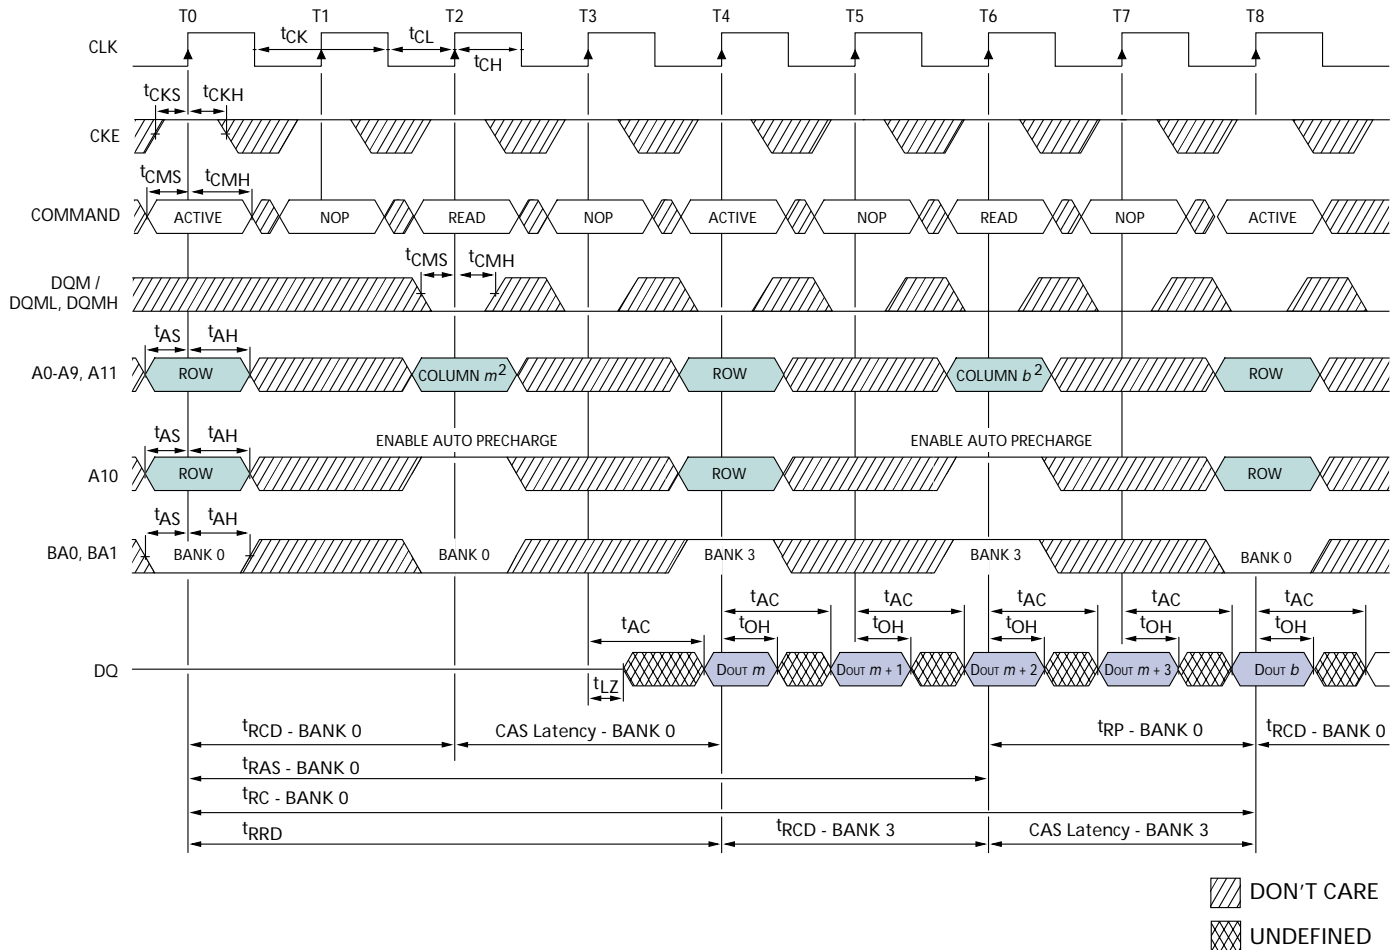 T0 T1 T2 T3 T4 T5 T6 T7 T8
CLK tCK tCL tCH
tCKS tCKH
CKE
tCMS tCMH
COMMAND ACTIVE NOP READ NOP ACTIVE NOP READ NOP ACTIVE
tCMS tCMH
DQM /
DQML, DQMH
tAS tAH
A0-A9, A11 ROW COLUMN m2 ROW COLUMN b2 ROW
tAS tAH ENABLE AUTO PRECHARGE ENABLE AUTO PRECHARGE
A10 ROW ROW ROW
tAS tAH
BA0, BA1 BANK 0 BANK 0 BANK 3 BANK 3 BANK 0
tAC tAC tAC tAC tAC
tAC tOH tOH tOH tOH tOH
DQ DOUT m DOUT m + 1 DOUT m + 2 DOUT m + 3 DOUT b
tLZ
tRCD - BANK 0 CAS Latency - BANK 0 tRP - BANK 0 tRCD - BANK 0
tRAS - BANK 0
tRC - BANK 0
tRRD tRCD - BANK 3 CAS Latency - BANK 3
DON'T CARE
UNDEFINED